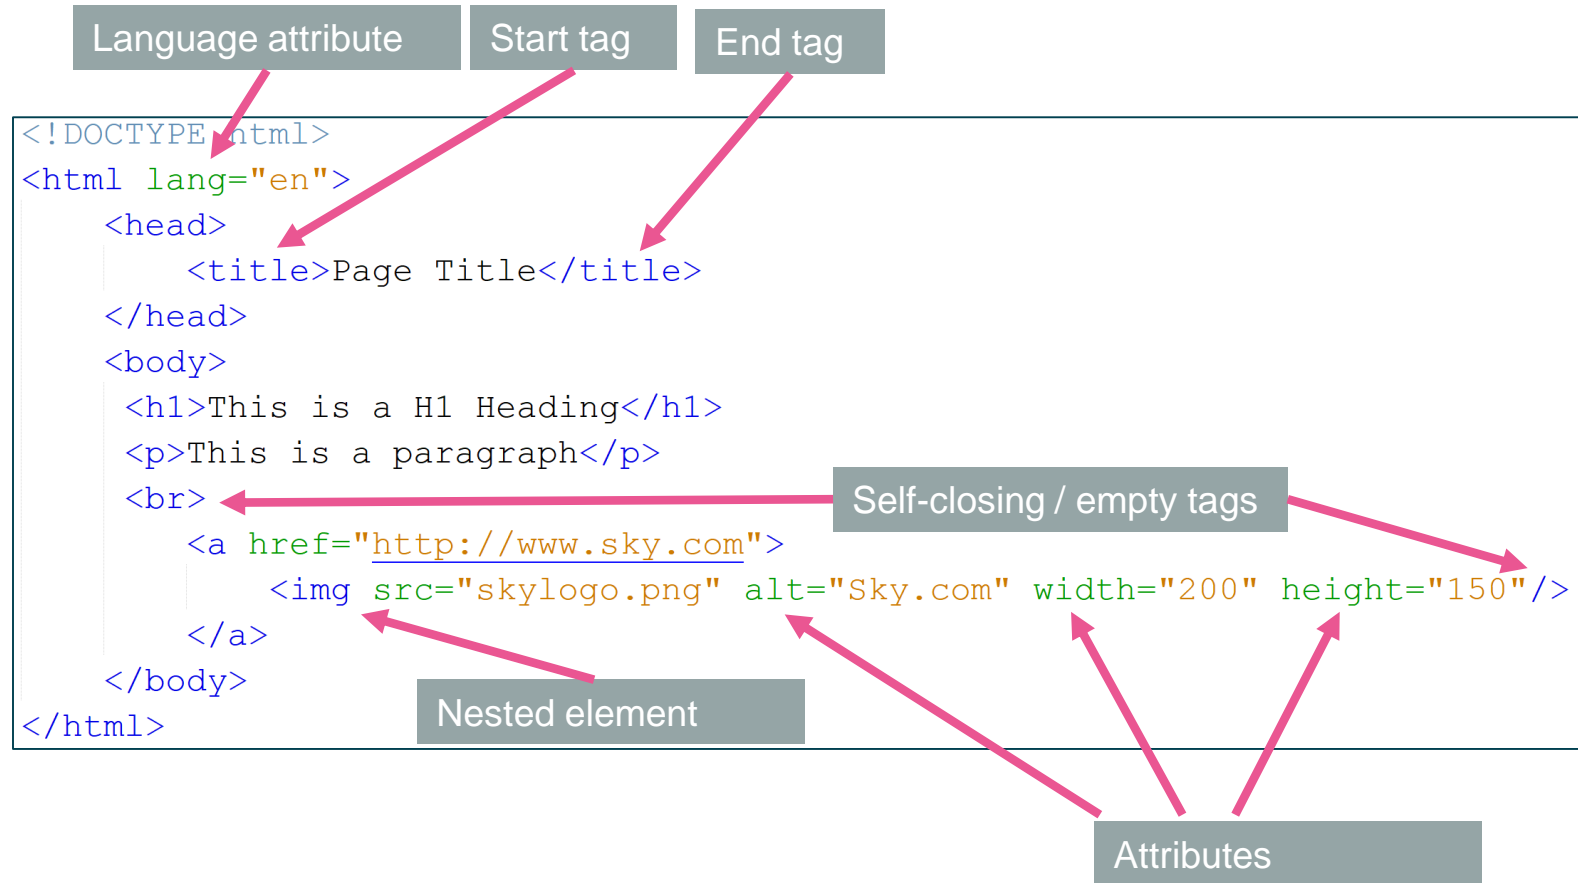 Language attribute
Start tag
End tag
<!DOCTYPE html>
<html lang="en">
<head>
<title>Page Title</title>
</head>
<body>
<h1>This is a H1 Heading</h1>
<p>This is a paragraph</p>
<br>
Self-closing / empty tags
<a href="http://www.sky.com">
<img src="skylogo.png" alt="Sky.com" width="200" height="150"/>
</a>
</body>
Nested element
</html>
Attributes